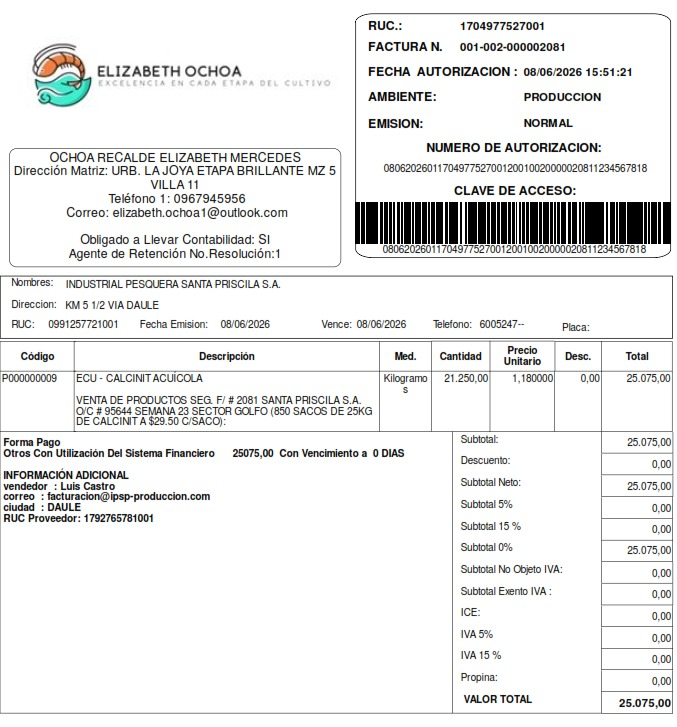 ELIZABETH OCHOA
EXCELENCIA EN CADA ETAPA DEL CULTIVO
OCHOA RECALDE ELIZABETH MERCEDES
Dirección Matriz: URB. LA JOYA ETAPA BRILLANTE MZ 5
VILLA 11
Teléfono 1: 0967945956
Correo: elizabeth.ochoa1@outlook.com
Obligado a Llevar Contabilidad: SI
Agente de Retención No.Resolución:1
RUC.: 1704977527001
FACTURA N. 001-002-000002081
FECHA AUTORIZACION : 08/06/2026 15:51:21
AMBIENTE: PRODUCCION
EMISION: NORMAL
NUMERO DE AUTORIZACION:
0806202601170497752700120010020000020811234567818
CLAVE DE ACCESO:
0806202601170497752700120010020000020811234567818
Nombres: INDUSTRIAL PESQUERA SANTA PRISCILA S.A.
Direccion: KM 5 1/2 VIA DAULE
RUC: 0991257721001 Fecha Emision: 08/06/2026 Vence: 08/06/2026 Telefono: 6005247-- Placa:
Código Descripción Med. Cantidad Precio Unitario Desc. Total
P000000009 ECU - CALCINIT ACUÍCOLA Kilogramos 21.250,00 1,180000 0,00 25.075,00
VENTA DE PRODUCTOS SEG. F/ # 2081 SANTA PRISCILA S.A.
O/C # 95644 SEMANA 23 SECTOR GOLFO (850 SACOS DE 25KG
DE CALCINIT A $29.50 C/SACO):
Forma Pago
Otros Con Utilización Del Sistema Financiero 25075,00 Con Vencimiento a 0 DIAS
INFORMACIÓN ADICIONAL
vendedor : Luis Castro
correo : facturacion@ipsp-produccion.com
ciudad : DAULE
RUC Proveedor: 1792765781001
Subtotal: 25.075,00
Descuento: 0,00
Subtotal Neto: 25.075,00
Subtotal 5% 0,00
Subtotal 15 % 0,00
Subtotal 0% 25.075,00
Subtotal No Objeto IVA: 0,00
Subtotal Exento IVA : 0,00
ICE: 0,00
IVA 5% 0,00
IVA 15 % 0,00
Propina: 0,00
VALOR TOTAL 25.075,00